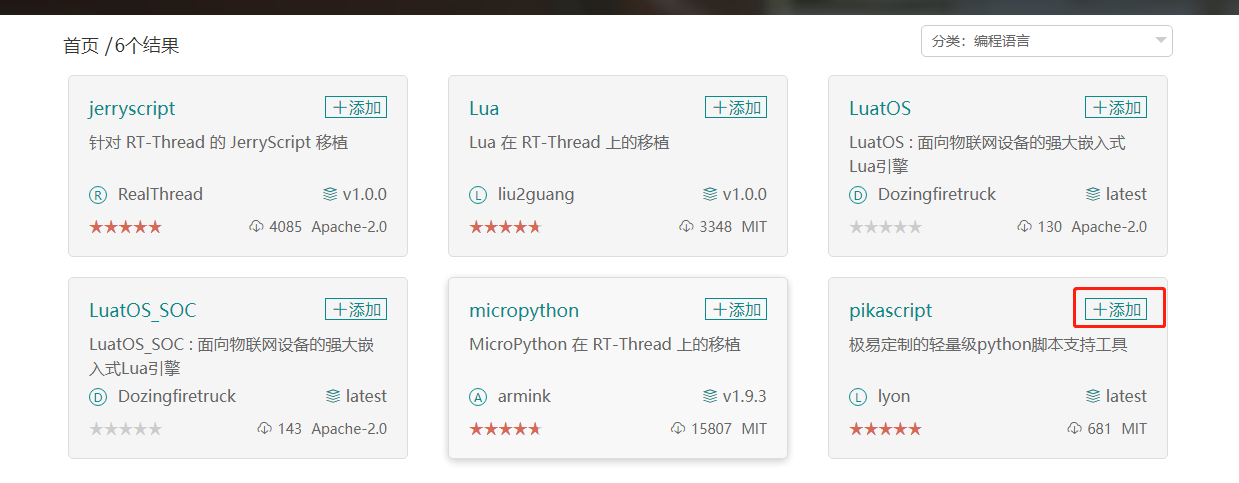 首页 /6个结果
分类：编程语言
jerryscript
＋添加
针对 RT-Thread 的 JerryScript 移植
R RealThread
v1.0.0
4085 Apache-2.0
Lua
＋添加
Lua 在 RT-Thread 上的移植
L liu2guang
v1.0.0
3348 MIT
LuatOS
＋添加
LuatOS : 面向物联网设备的强大嵌入式
Lua引擎
D Dozingfiretruck
latest
130 Apache-2.0
LuatOS_SOC
＋添加
LuatOS_SOC : 面向物联网设备的强大嵌
入式Lua引擎
D Dozingfiretruck
latest
143 Apache-2.0
micropython
＋添加
MicroPython 在 RT-Thread 上的移植
A armink
v1.9.3
15807 MIT
pikascript
＋添加
极易定制的轻量级python脚本支持工具
L lyon
latest
681 MIT